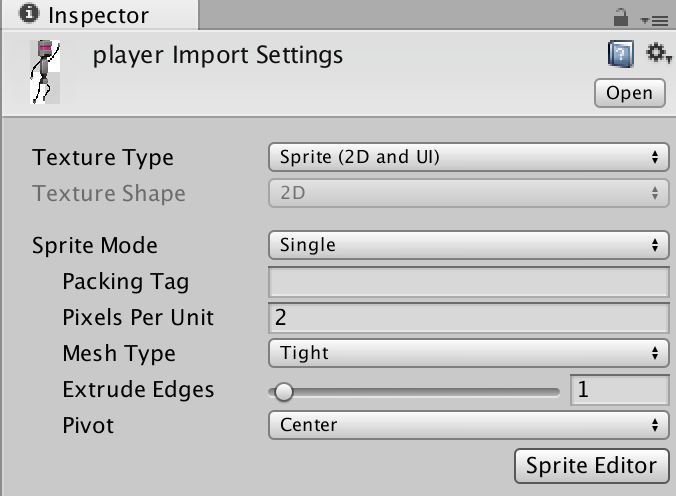 Inspector
player Import Settings
Open
Texture Type Sprite (2D and UI)
Texture Shape 2D
Sprite Mode Single
Packing Tag
Pixels Per Unit 2
Mesh Type Tight
Extrude Edges 1
Pivot Center
Sprite Editor